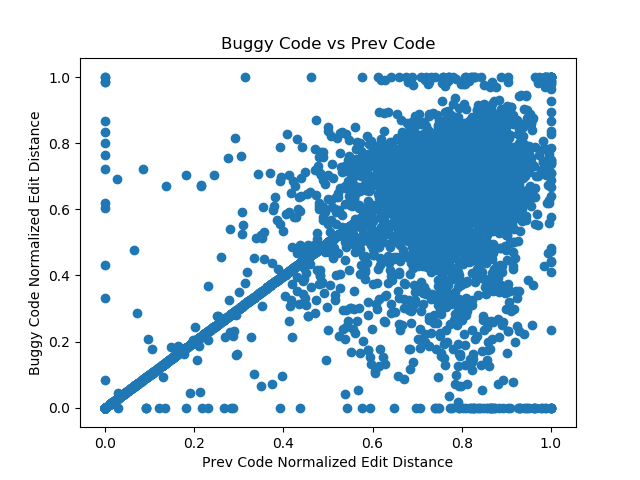 Buggy Code vs Prev Code
1.0
0.8
0.6
0.4
0.2
0.0
Buggy Code Normalized Edit Distance
0.0 0.2 0.4 0.6 0.8 1.0
Prev Code Normalized Edit Distance